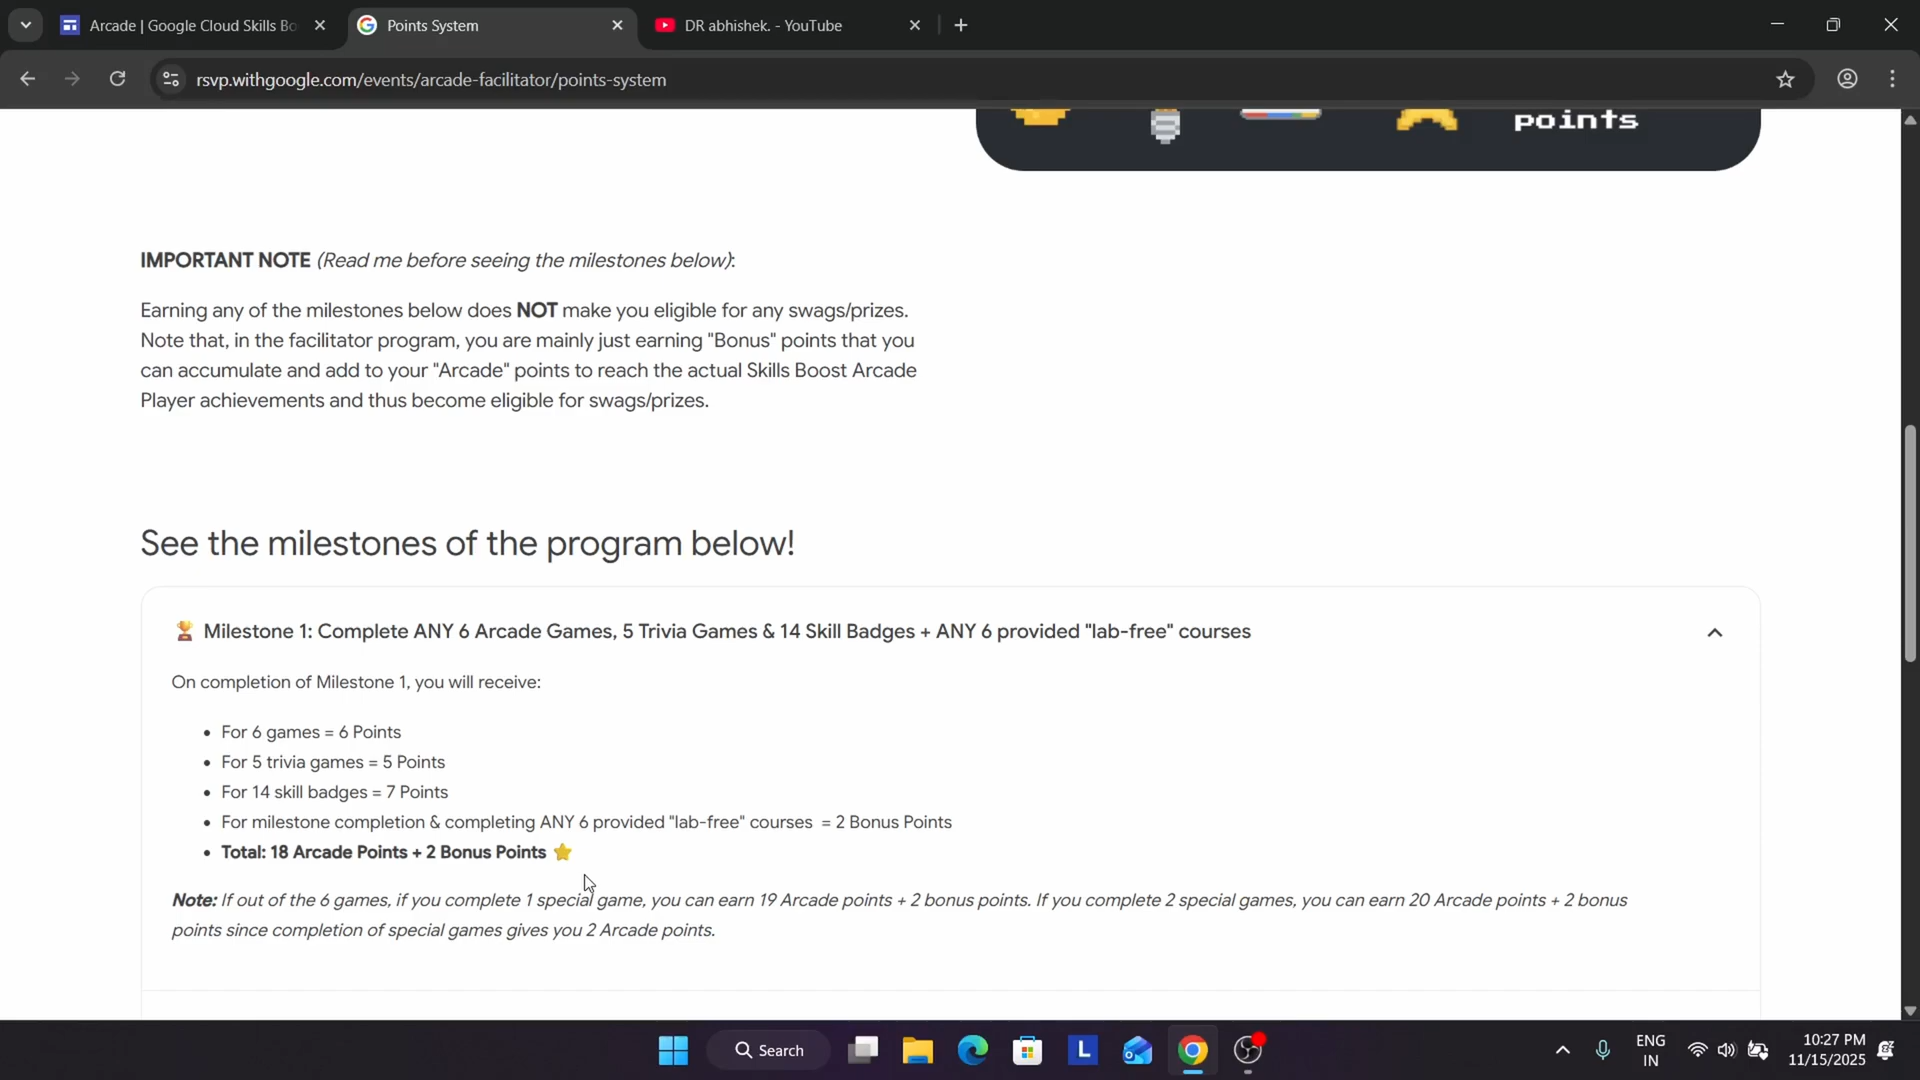 Arcade | Google Cloud Skills Bo
Points System
DR abhishek. - YouTube
rsvp.withgoogle.com/events/arcade-facilitator/points-system
points
IMPORTANT NOTE (Read me before seeing the milestones below):
Earning any of the milestones below does NOT make you eligible for any swags/prizes.
Note that, in the facilitator program, you are mainly just earning "Bonus" points that you
can accumulate and add to your "Arcade" points to reach the actual Skills Boost Arcade
Player achievements and thus become eligible for swags/prizes.
See the milestones of the program below!
Milestone 1: Complete ANY 6 Arcade Games, 5 Trivia Games & 14 Skill Badges + ANY 6 provided "lab-free" courses
On completion of Milestone 1, you will receive:
• For 6 games = 6 Points
• For 5 trivia games = 5 Points
• For 14 skill badges = 7 Points
• For milestone completion & completing ANY 6 provided "lab-free" courses = 2 Bonus Points
• Total: 18 Arcade Points + 2 Bonus Points
Note: If out of the 6 games, if you complete 1 special game, you can earn 19 Arcade points + 2 bonus points. If you complete 2 special games, you can earn 20 Arcade points + 2 bonus
points since completion of special games gives you 2 Arcade points.
Search
L
ENG
IN
10:27 PM
11/15/2025